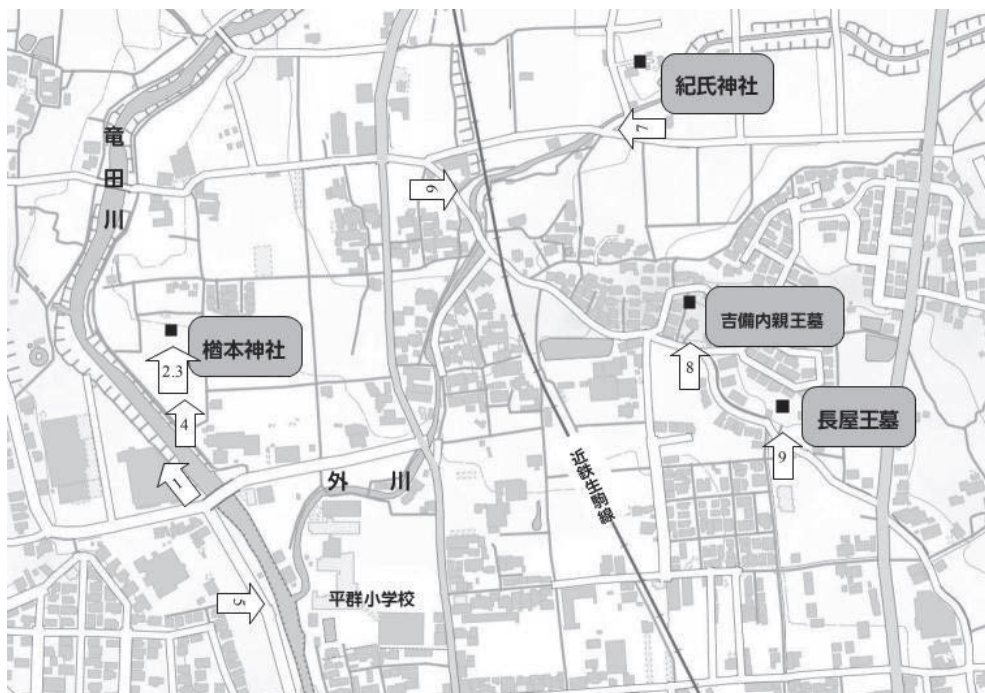 紀氏神社
7
竜田川
6
吉備内親王墓
楢本神社
2.3
8
長屋王墓
4
9
近鉄生駒線
外川
1
5
平群小学校